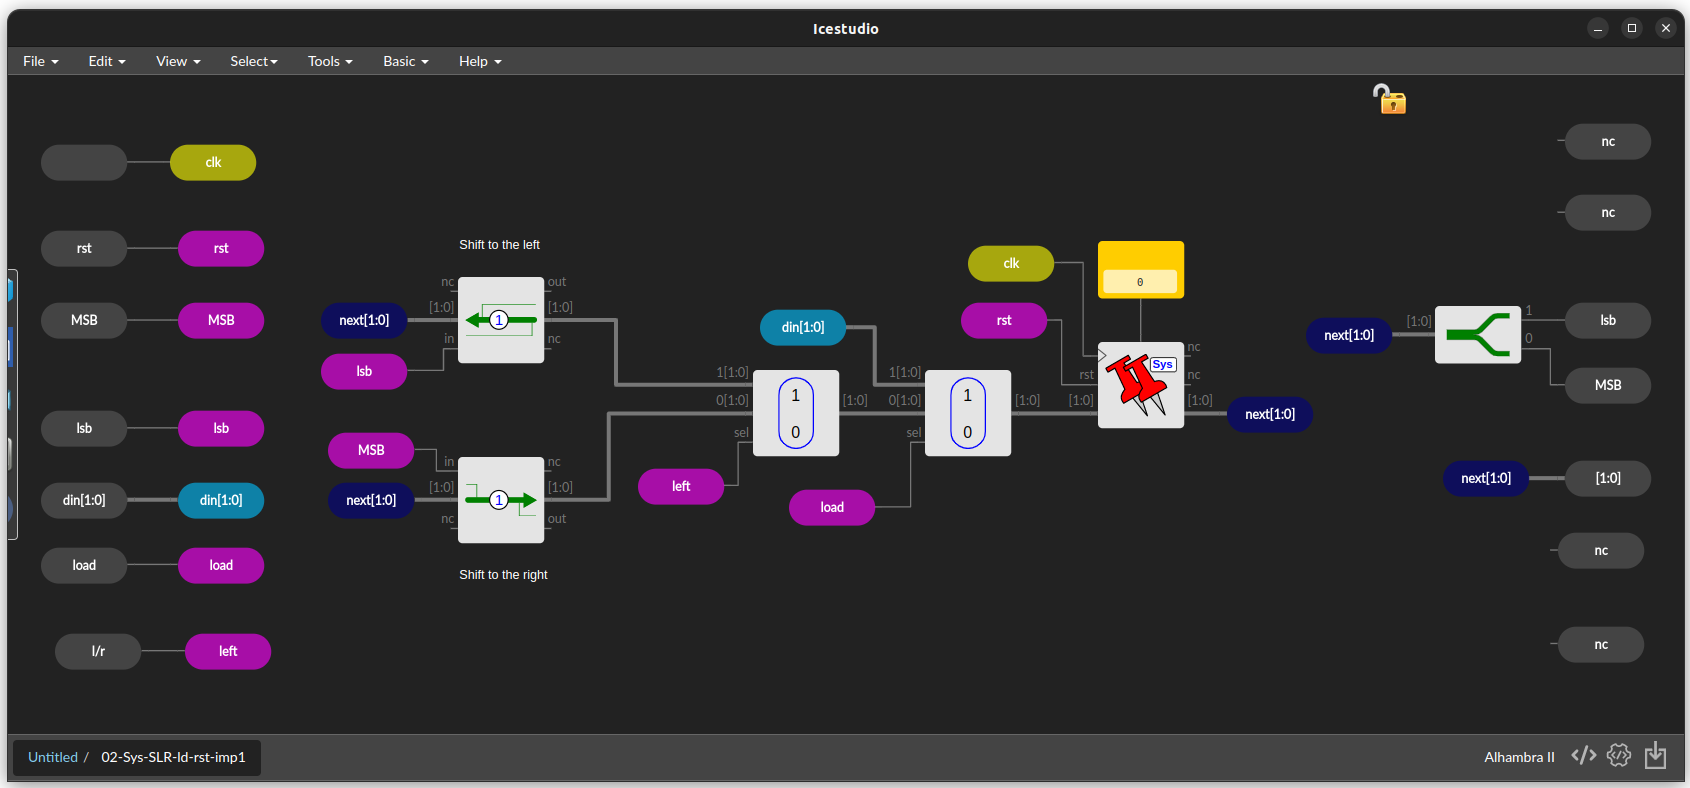 Icestudio
File Edit View Select Tools Basic Help
clk
rst rst
MSB MSB
lsb lsb
din[1:0] din[1:0]
load load
l/r left
Shift to the left
nc out
[1:0] [1:0]
next[1:0] 1
in nc
lsb
MSB
in nc
[1:0] [1:0]
next[1:0] 1
nc out
Shift to the right
1[1:0]
0[1:0] 1 [1:0]
sel 0
left
din[1:0]
1[1:0]
0[1:0] 1 [1:0]
sel 0
load
clk
0
rst
nc
Sys
rst nc
[1:0] [1:0]
next[1:0]
nc
nc
next[1:0] [1:0] 1 lsb
0 MSB
next[1:0] [1:0]
nc
nc
Untitled / 02-Sys-SLR-ld-rst-imp1
Alhambra II